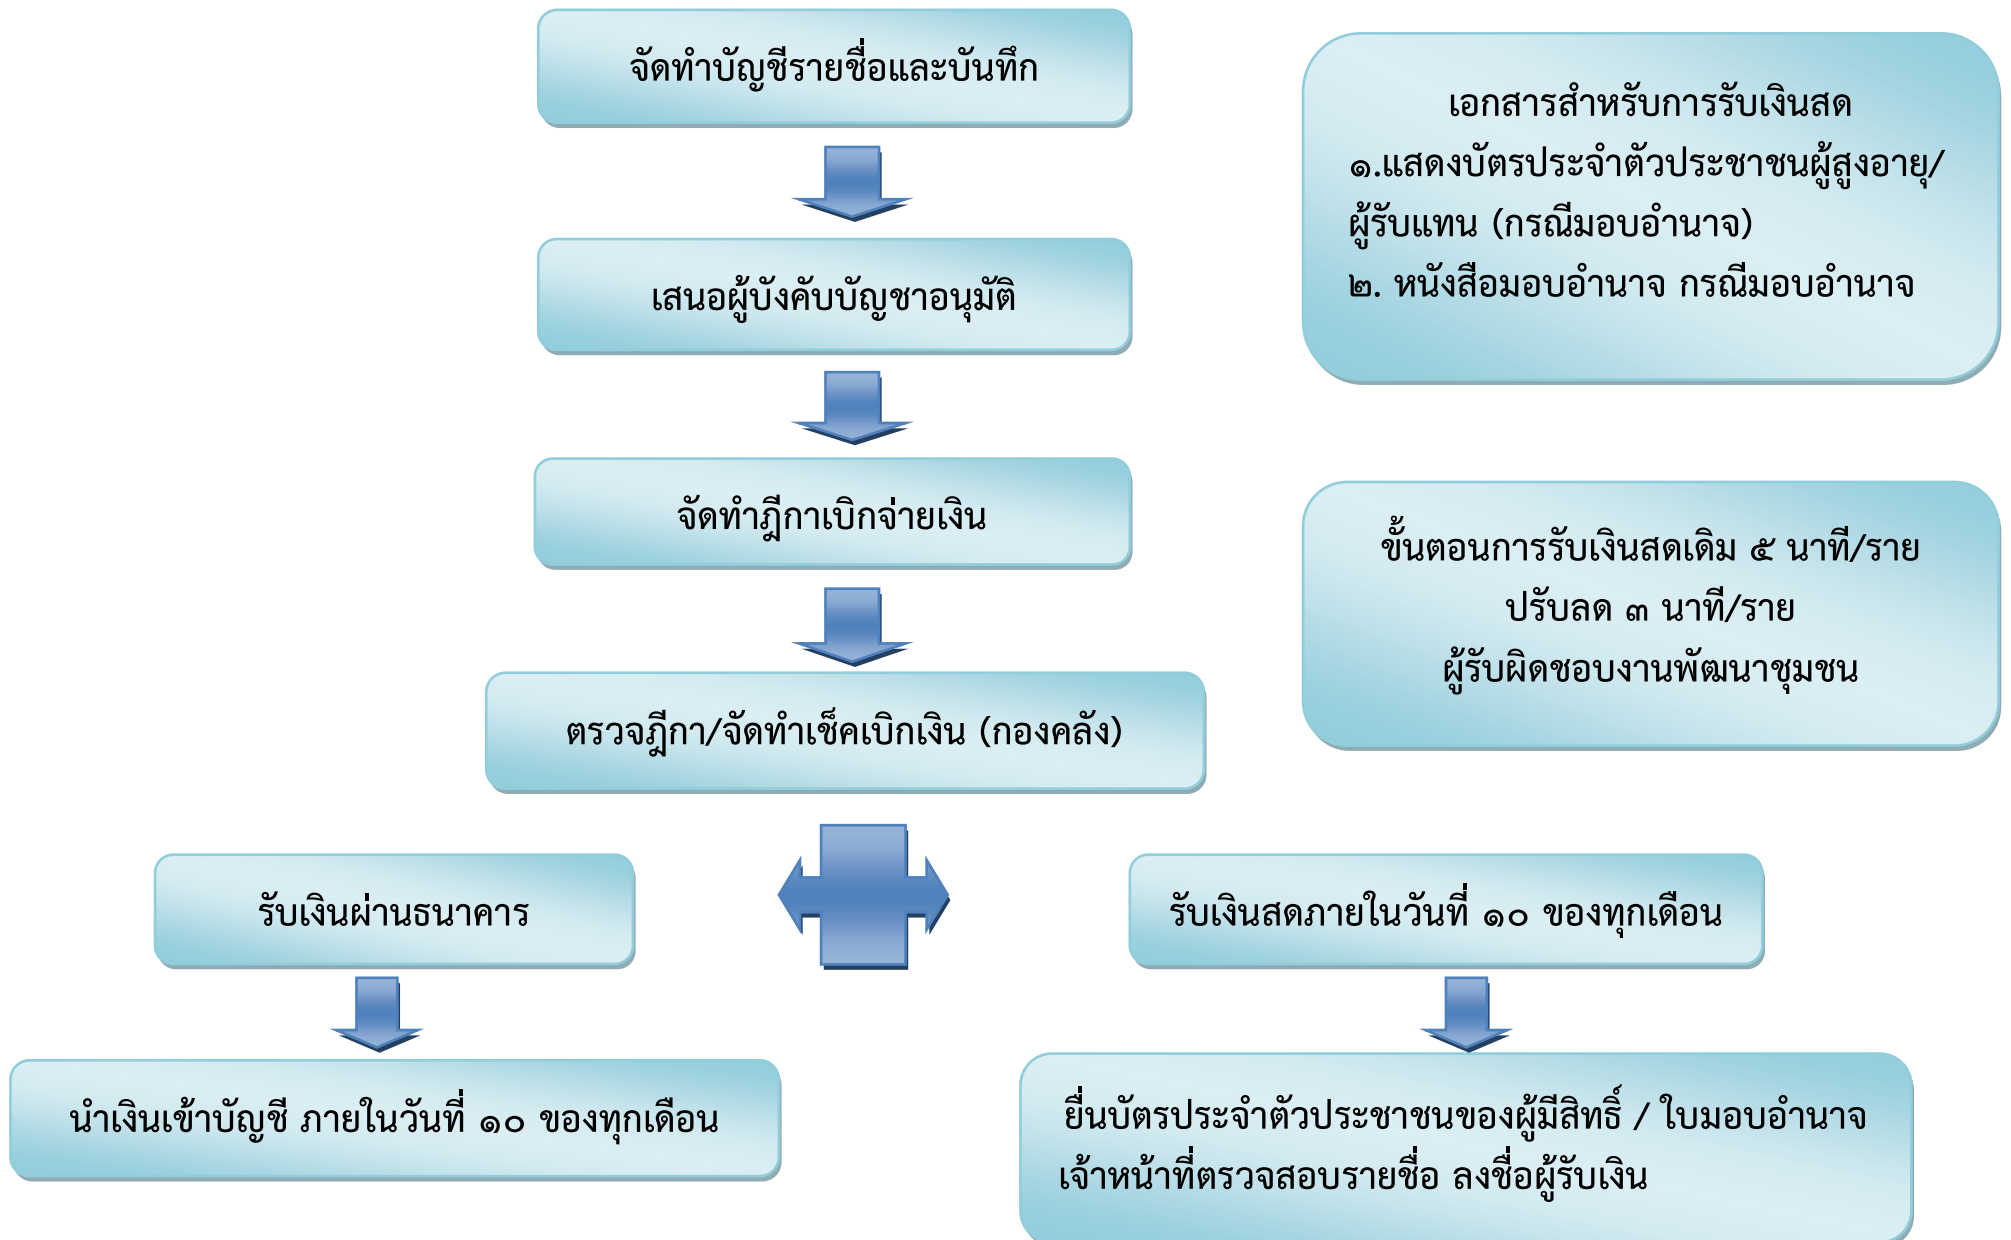 จัดทำบัญชีรายชื่อและบันทึก
เสนอผู้บังคับบัญชาอนุมัติ
จัดทำฎีกาเบิกจ่ายเงิน
ตรวจฎีกา/จัดทำเช็คเบิกเงิน (กองคลัง)
รับเงินผ่านธนาคาร
นำเงินเข้าบัญชี ภายในวันที่ ๑๐ ของทุกเดือน
รับเงินสดภายในวันที่ ๑๐ ของทุกเดือน
ยื่นบัตรประจำตัวประชาชนของผู้มีสิทธิ์ / ใบมอบอำนาจ
เจ้าหน้าที่ตรวจสอบรายชื่อ ลงชื่อผู้รับเงิน
เอกสารสำหรับการรับเงินสด
๑.แสดงบัตรประจำตัวประชาชนผู้สูงอายุ/
ผู้รับแทน (กรณีมอบอำนาจ)
๒. หนังสือมอบอำนาจ กรณีมอบอำนาจ
ขั้นตอนการรับเงินสดเดิม ๕ นาที/ราย
ปรับลด ๓ นาที/ราย
ผู้รับผิดชอบงานพัฒนาชุมชน